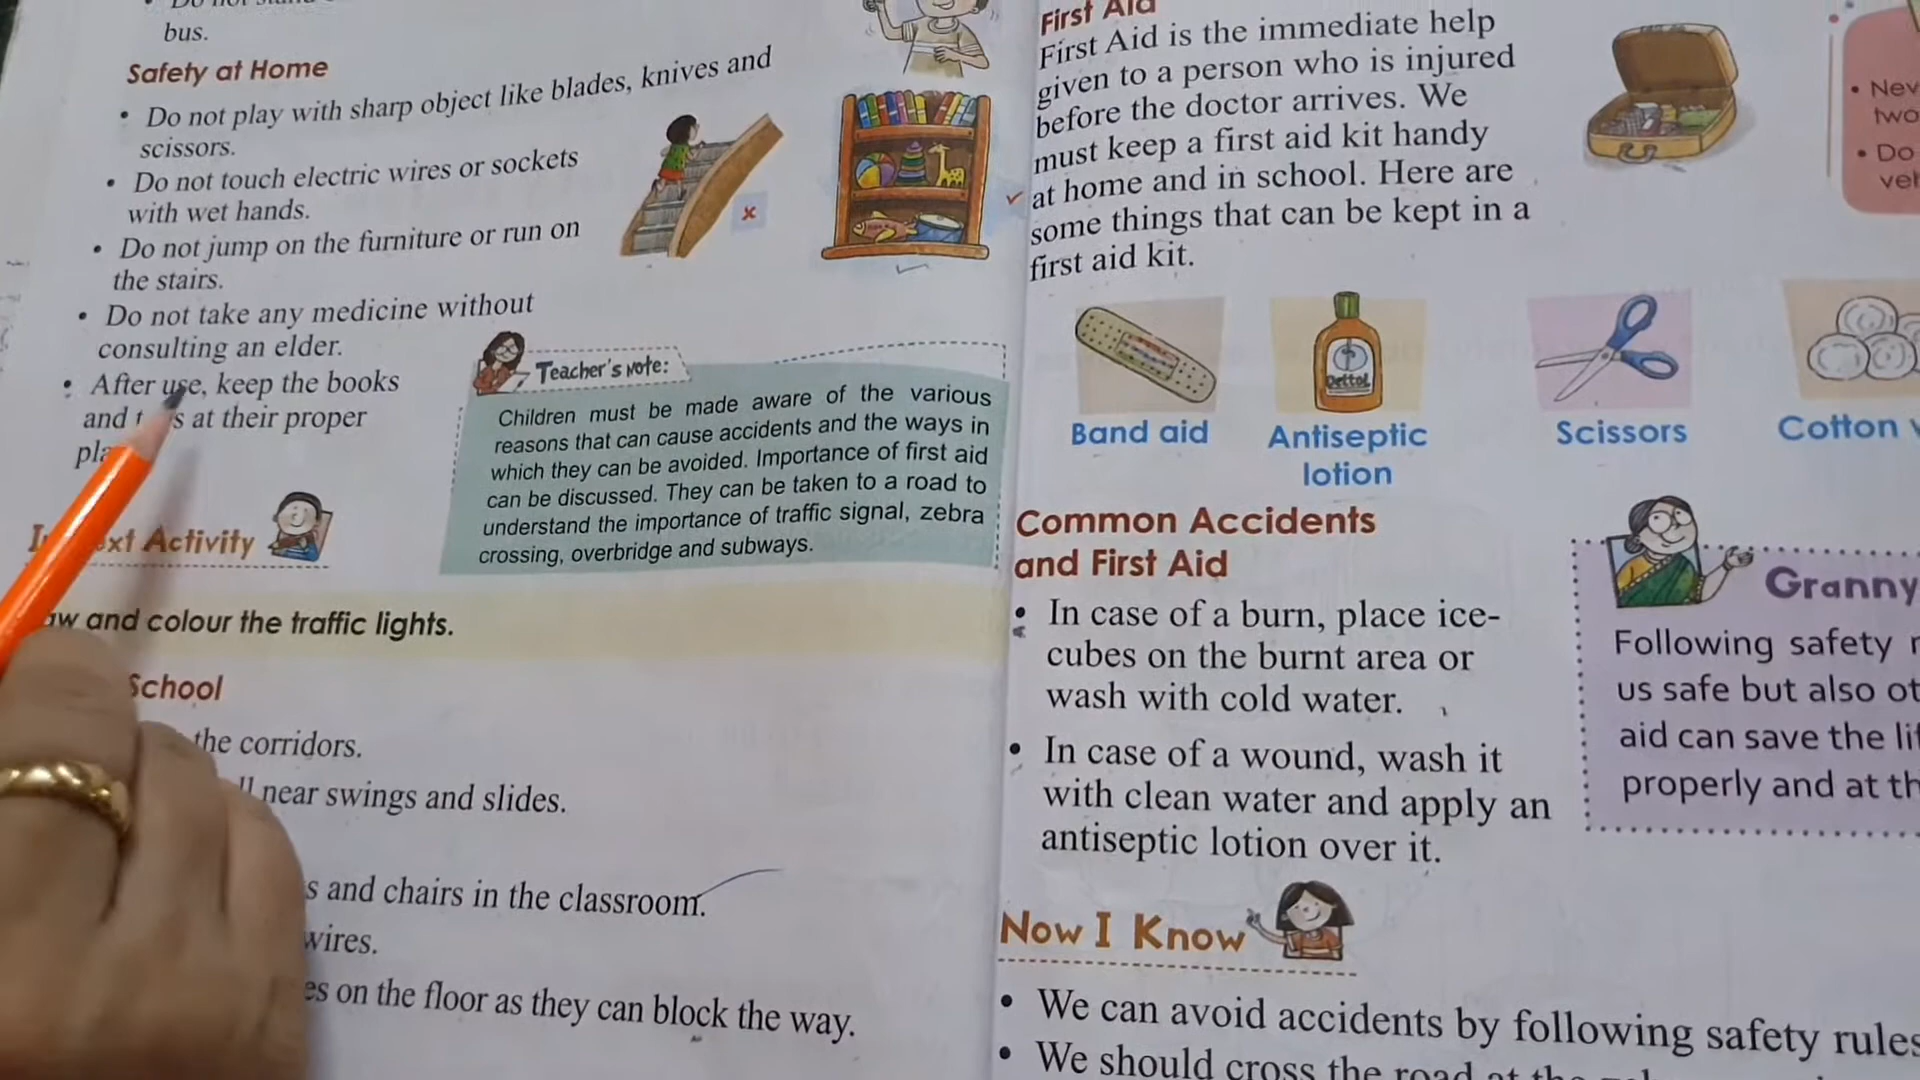 bus.
Safety at Home
• Do not play with sharp object like blades, knives and
scissors.
• Do not touch electric wires or sockets
with wet hands.
• Do not jump on the furniture or run on
the stairs.
• Do not take any medicine without
consulting an elder.
• After use, keep the books
and at their proper
Teacher's note:
Children must be made aware of the various
reasons that can cause accidents and the ways in
which they can be avoided. Importance of first aid
can be discussed. They can be taken to a road to
understand the importance of traffic signal, zebra
crossing, overbridge and subways.
Activity
and colour the traffic lights.
School
the corridors.
near swings and slides.
and chairs in the classroom.
wires.
on the floor as they can block the way.
First Aid
First Aid is the immediate help
given to a person who is injured
before the doctor arrives. We
must keep a first aid kit handy
at home and in school. Here are
some things that can be kept in a
first aid kit.
two
• Do
Dettol
Band aid
Antiseptic
lotion
Scissors
Cotton
Common Accidents
and First Aid
• In case of a burn, place ice-
cubes on the burnt area or
wash with cold water.
• In case of a wound, wash it
with clean water and apply an
antiseptic lotion over it.
Granny
Following safety
us safe but also
aid can save the
properly and at
Now I Know
• We can avoid accidents by following safety rules
• We should cross the road at the